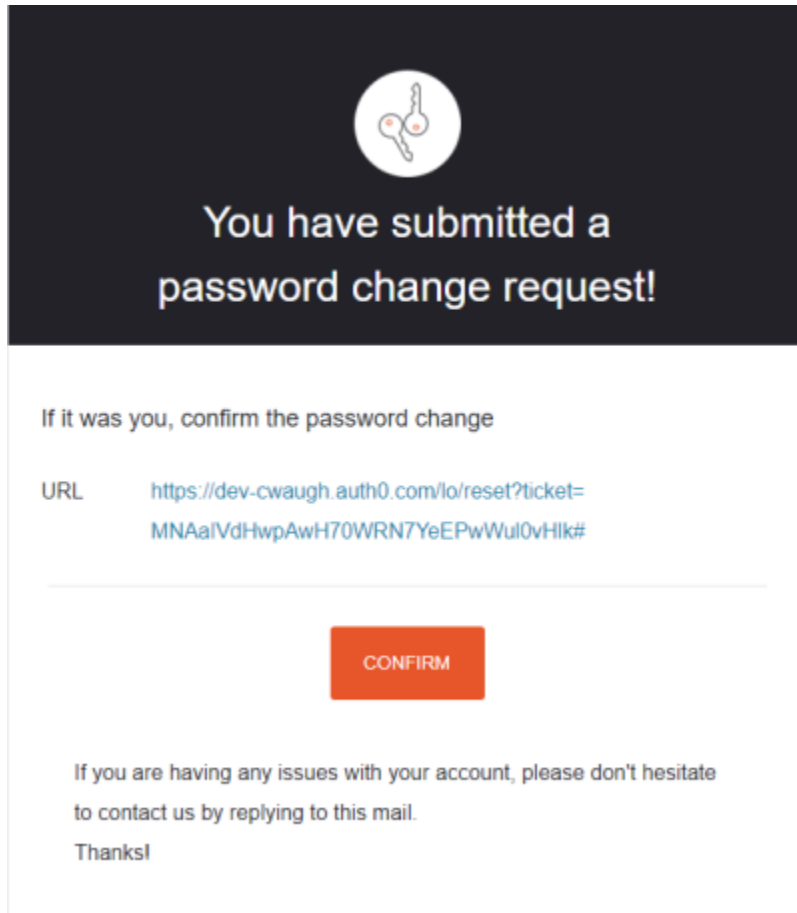 You have submitted a
password change request!
If it was you, confirm the password change
URL https://dev-cwaugh.auth0.com/lo/reset?ticket=
MNAaIVdHwpAwH70WRN7YeEPwWul0vHIk#
CONFIRM
If you are having any issues with your account, please don't hesitate
to contact us by replying to this mail.
Thanks!